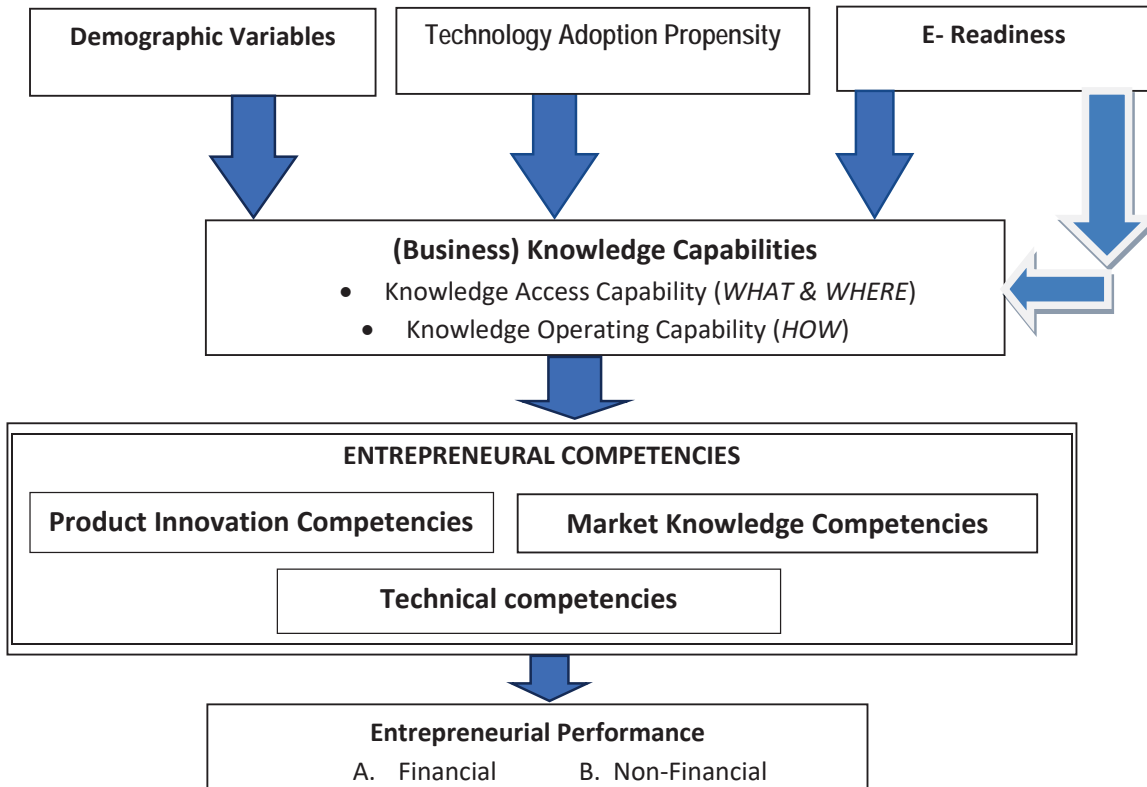 Demographic Variables
Technology Adoption Propensity
E- Readiness
(Business) Knowledge Capabilities
• Knowledge Access Capability (WHAT & WHERE)
• Knowledge Operating Capability (HOW)
ENTREPRENEURAL COMPETENCIES
Product Innovation Competencies
Market Knowledge Competencies
Technical competencies
Entrepreneurial Performance
A. Financial B. Non-Financial